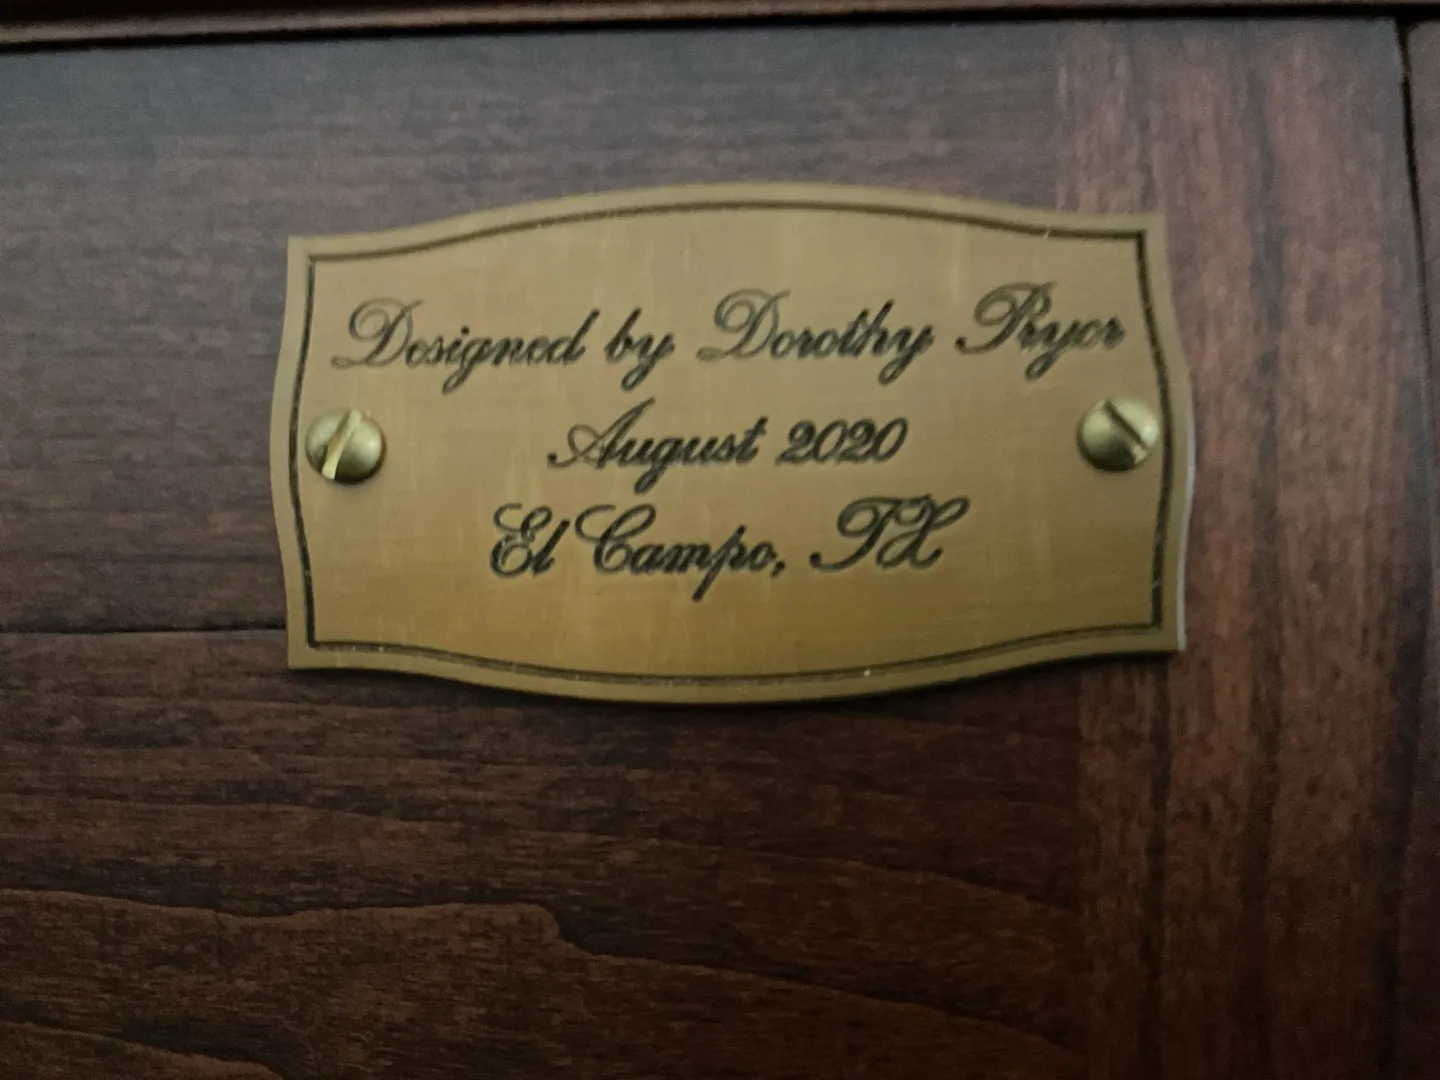 Designed by Dorothy Pryor
August 2020
El Campo, TX